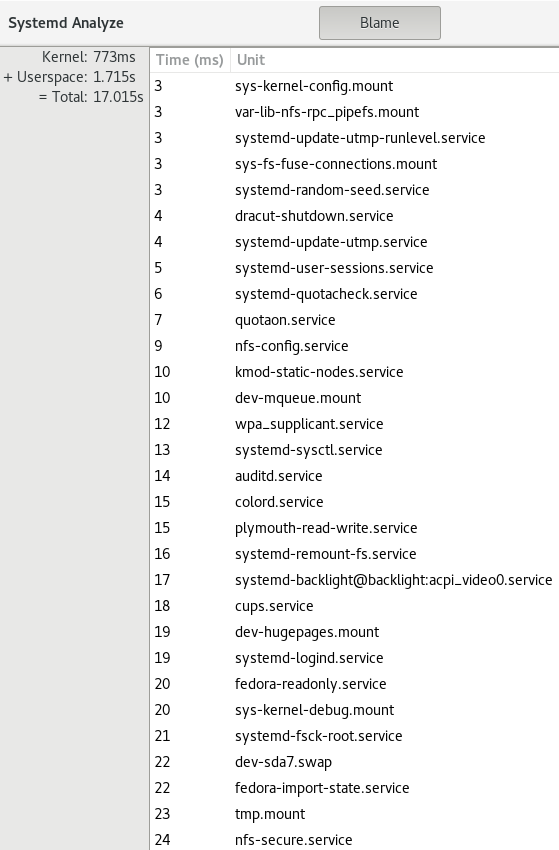 Systemd Analyze
Blame
Kernel: 773ms
+ Userspace: 1.715s
= Total: 17.015s
Time (ms) Unit
3 sys-kernel-config.mount
3 var-lib-nfs-rpc_pipefs.mount
3 systemd-update-utmp-runlevel.service
3 sys-fs-fuse-connections.mount
3 systemd-random-seed.service
4 dracut-shutdown.service
4 systemd-update-utmp.service
5 systemd-user-sessions.service
6 systemd-quotacheck.service
7 quotaon.service
9 nfs-config.service
10 kmod-static-nodes.service
10 dev-mqueue.mount
12 wpa_supplicant.service
13 systemd-sysctl.service
14 auditd.service
15 colord.service
15 plymouth-read-write.service
16 systemd-remount-fs.service
17 systemd-backlight@backlight:acpi_video0.service
18 cups.service
19 dev-hugepages.mount
19 systemd-logind.service
20 fedora-readonly.service
20 sys-kernel-debug.mount
21 systemd-fsck-root.service
22 dev-sda7.swap
22 fedora-import-state.service
23 tmp.mount
24 nfs-secure.service